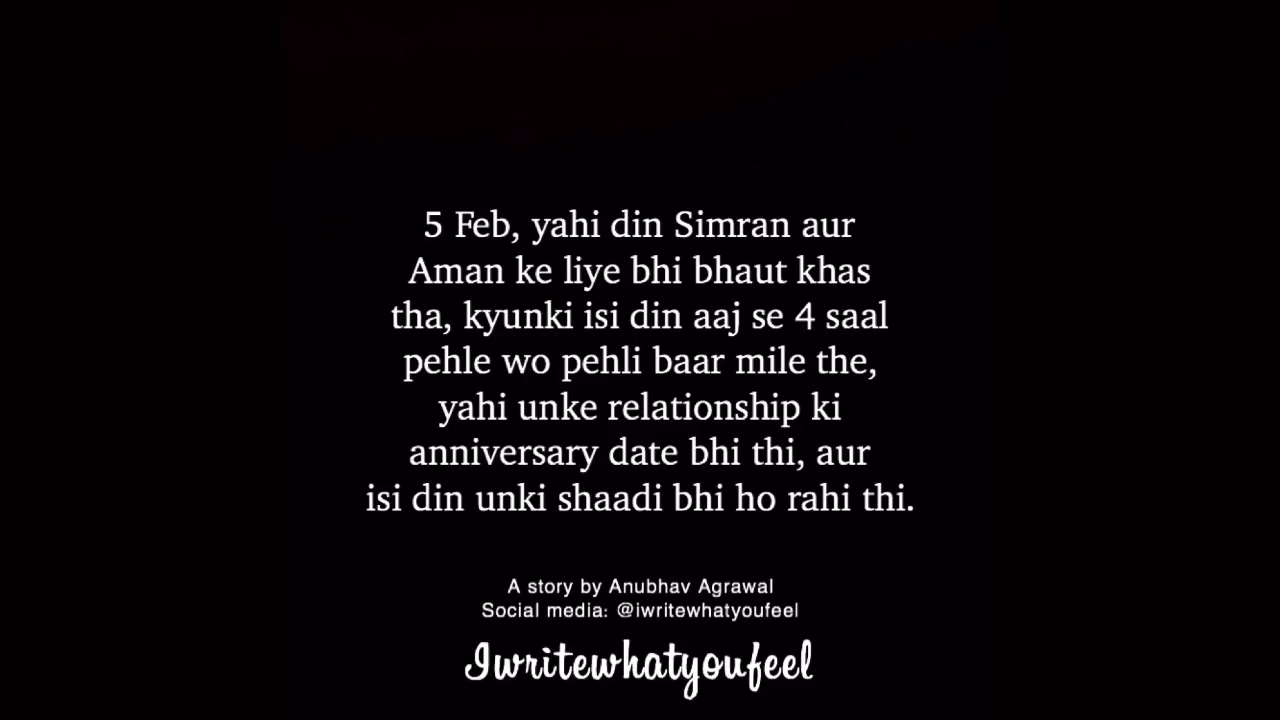 5 Feb, yahi din Simran aur
Aman ke liye bhi bhaut khas
tha, kyunki isi din aaj se 4 saal
pehle wo pehli baar mile the,
yahi unke relationship ki
anniversary date bhi thi, aur
isi din unki shaadi bhi ho rahi thi.
A story by Anubhav Agrawal
Social media: @iwritewhatyoufeel
Iwritewhatyoufeel